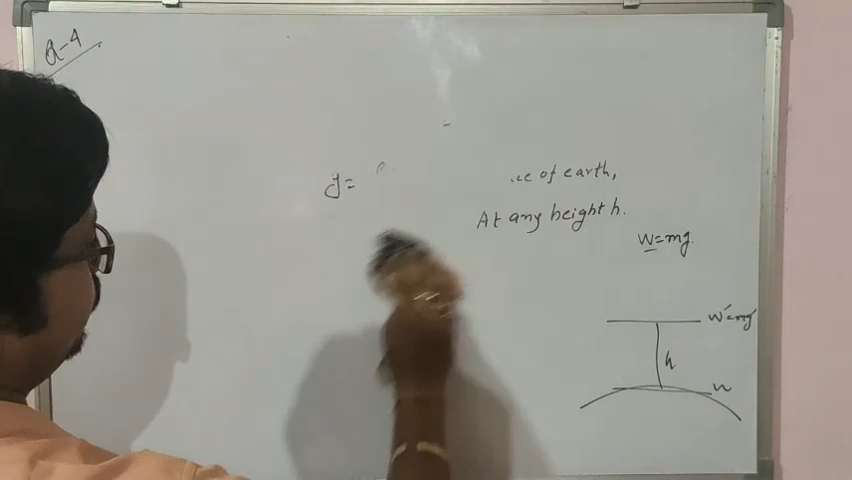 Q-4
g=
of earth,
At any height h.
W=mg.
W'=mg'
h
W